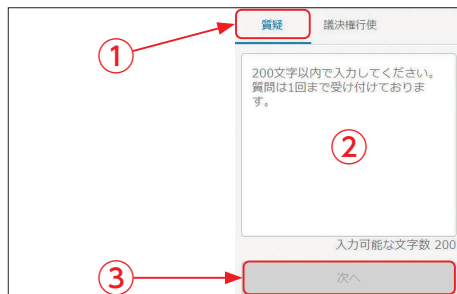 質疑 議決権行使
①
200文字以内で入力してください。
質問は1回まで受け付けておりま
す。
②
入力可能な文字数 200
③
次へ